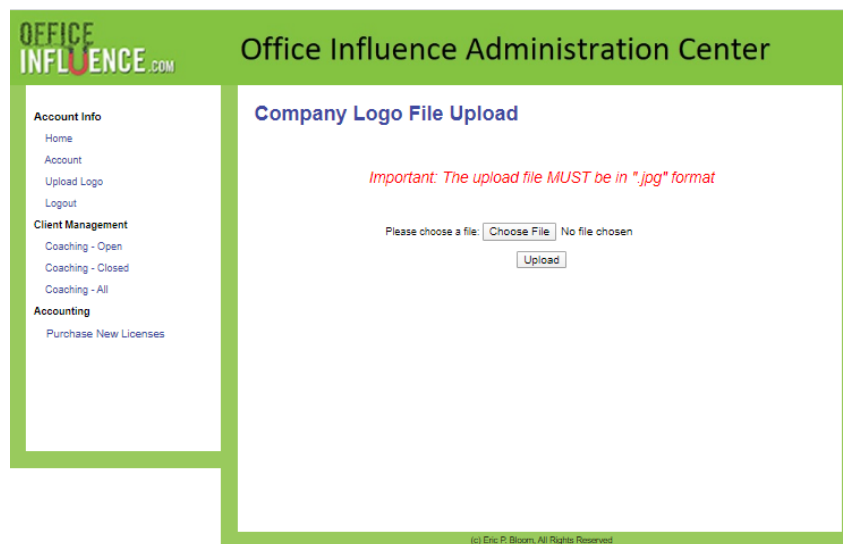 OFFICE
INFLUENCE.COM
Office Influence Administration Center
Account Info
Home
Account
Upload Logo
Logout
Client Management
Coaching - Open
Coaching - Closed
Coaching - All
Accounting
Purchase New Licenses
Company Logo File Upload
Important: The upload file MUST be in ".jpg" format
Please choose a file: Choose File No file chosen
Upload
(c) Eric P. Bloom, All Rights Reserved